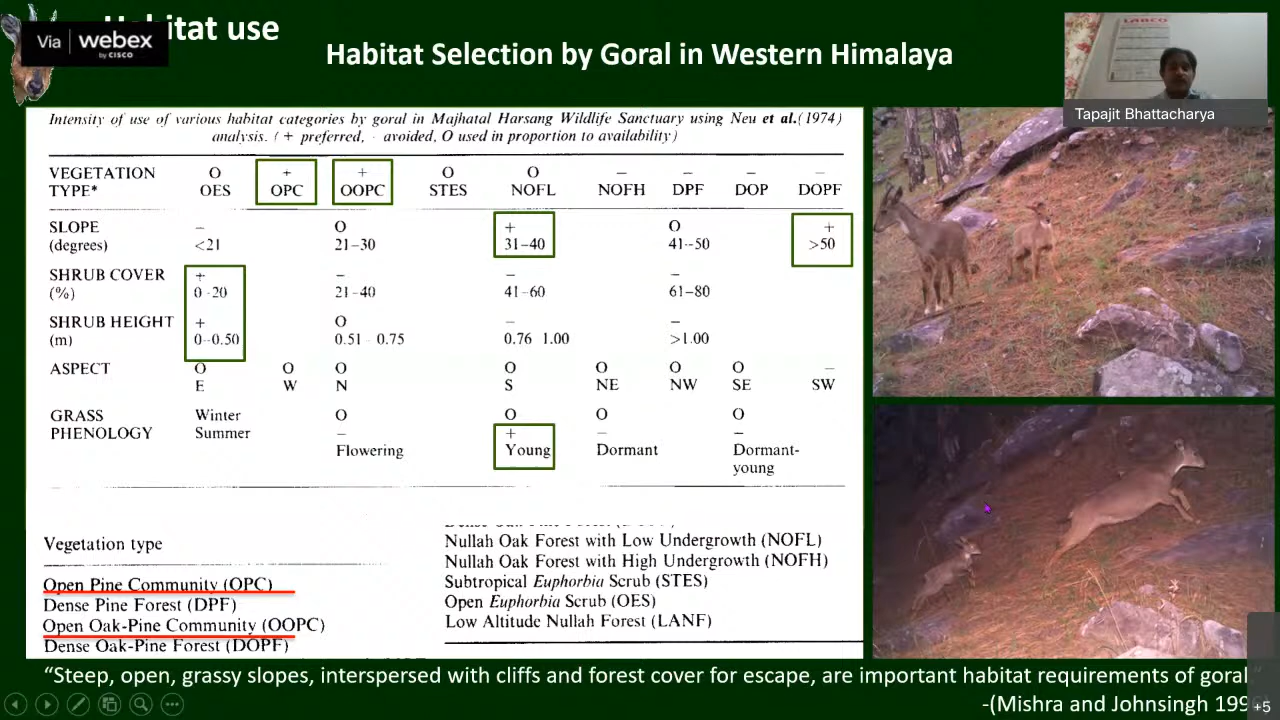 Habitat use
Via webex
by CISCO
Habitat Selection by Goral in Western Himalaya
LABCO
Tapajit Bhattacharya
Intensity of use of various habitat categories by goral in Majhatal Harsang Wildlife Sanctuary using Neu et al.(1974)
analysis. (+ preferred, - avoided, O used in proportion to availability)
VEGETATION O + + O O — — — —
TYPE* OES OPC OOPC STES NOFL NOFH DPF DOP DOPF
SLOPE — O + O +
(degrees) <21 21–30 31–40 41–50 >50
SHRUB COVER + — — —
(%) 0–20 21–40 41–60 61–80
SHRUB HEIGHT + O — —
(m) 0–0.50 0.51–0.75 0.76 1.00 >1.00
ASPECT O O O O O O O —
E W N S NE NW SE SW
GRASS Winter O O O O
PHENOLOGY Summer — + — —
Flowering Young Dormant Dormant-
young
Vegetation type
Open Pine Community (OPC)
Dense Pine Forest (DPF)
Open Oak-Pine Community (OOPC)
Dense Oak-Pine Forest (DOPF)
Nullah Oak Forest with Low Undergrowth (NOFL)
Nullah Oak Forest with High Undergrowth (NOFH)
Subtropical Euphorbia Scrub (STES)
Open Euphorbia Scrub (OES)
Low Altitude Nullah Forest (LANF)
“Steep, open, grassy slopes, interspersed with cliffs and forest cover for escape, are important habitat requirements of goral”
-(Mishra and Johnsingh
+5